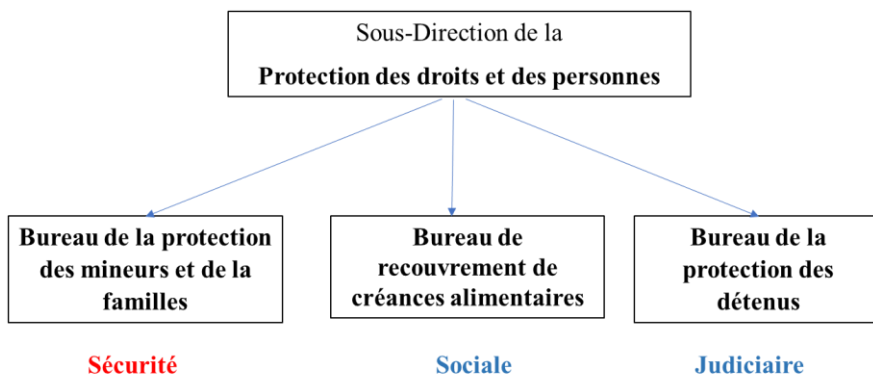 Sous-Direction de la
Protection des droits et des personnes
Bureau de la protection
des mineurs et de la
familles
Bureau de
recouvrement de
créances alimentaires
Bureau de la
protection des
détenus
Sécurité
Sociale
Judiciaire